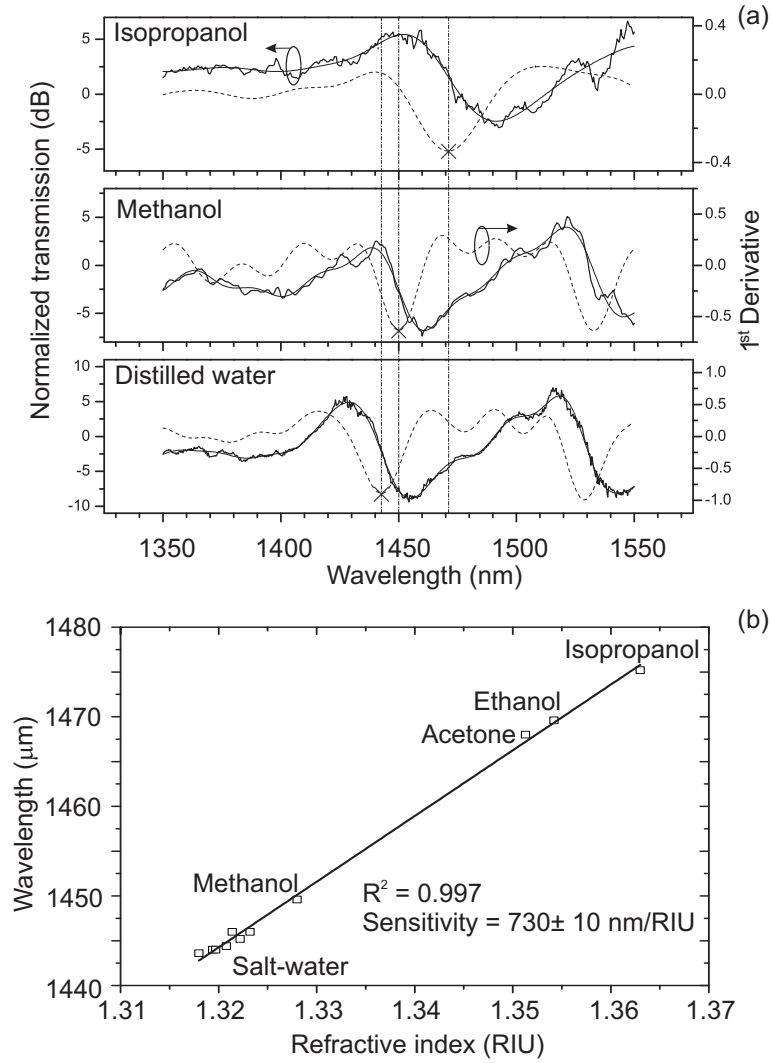 (a)
Isopropanol
5
0
-5
0.4
0.0
-0.4
Methanol
5
0
-5
0.5
0.0
-0.5
Distilled water
10
5
0
-5
-10
1.0
0.5
0.0
-0.5
-1.0
Normalized transmission (dB)
1st Derivative
1350 1400 1450 1500 1550
Wavelength (nm)
(b)
1480
1470
1460
1450
1440
Wavelength (μm)
Isopropanol
Ethanol
Acetone
Methanol
R² = 0.997
Sensitivity = 730± 10 nm/RIU
Salt-water
1.31 1.32 1.33 1.34 1.35 1.36 1.37
Refractive index (RIU)